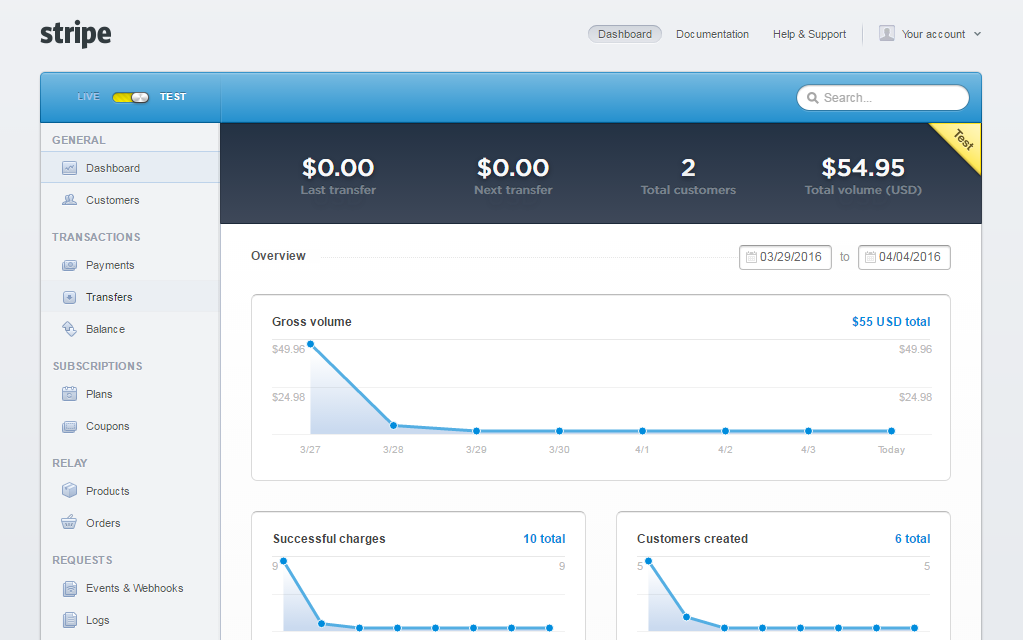 stripe
Dashboard Documentation Help & Support Your account
LIVE TEST
Search...
GENERAL
Dashboard
Customers
TRANSACTIONS
Payments
Transfers
Balance
SUBSCRIPTIONS
Plans
Coupons
RELAY
Products
Orders
REQUESTS
Events & Webhooks
Logs
Test
$0.00 $0.00 2 $54.95
Last transfer Next transfer Total customers Total volume (USD)
Overview 03/29/2016 to 04/04/2016
Gross volume $55 USD total
$49.96 $49.96
$24.98 $24.98
3/27 3/28 3/29 3/30 4/1 4/2 4/3 Today
Successful charges 10 total
9 9
Customers created 6 total
5 5